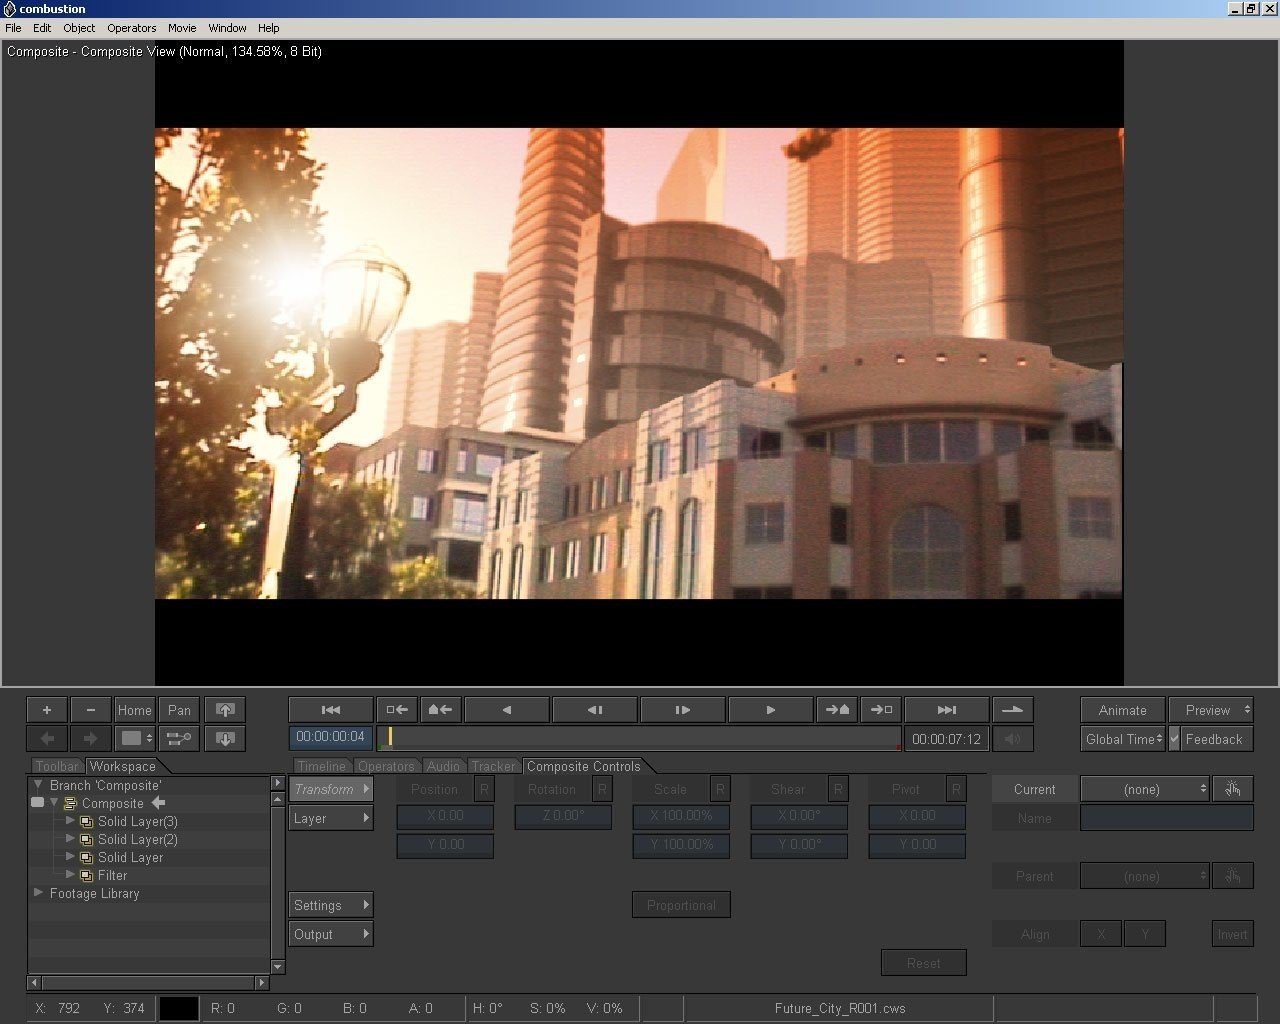 combustion
File Edit Object Operators Movie Window Help
Composite - Composite View (Normal, 134.58%, 8 Bit)
+ - Home Pan
Animate Preview
00:00:00:04 00:00:07:12 Global Time Feedback
Toolbar Workspace
Timeline Operators Audio Tracker Composite Controls
Branch 'Composite'
Composite
Solid Layer(3)
Solid Layer(2)
Solid Layer
Filter
Footage Library
Transform Position R Rotation R Scale R Shear R Pivot R Current (none)
Layer X 0.00 Z 0.00° X 100.00% X 0.00° X 0.00 Name
Y 0.00 Y 100.00% Y 0.00° Y 0.00
Parent (none)
Settings Proportional
Output Align X Y Invert
Reset
X: 792 Y: 374 R: 0 G: 0 B: 0 A: 0 H: 0° S: 0% V: 0% Future_City_R001.cws